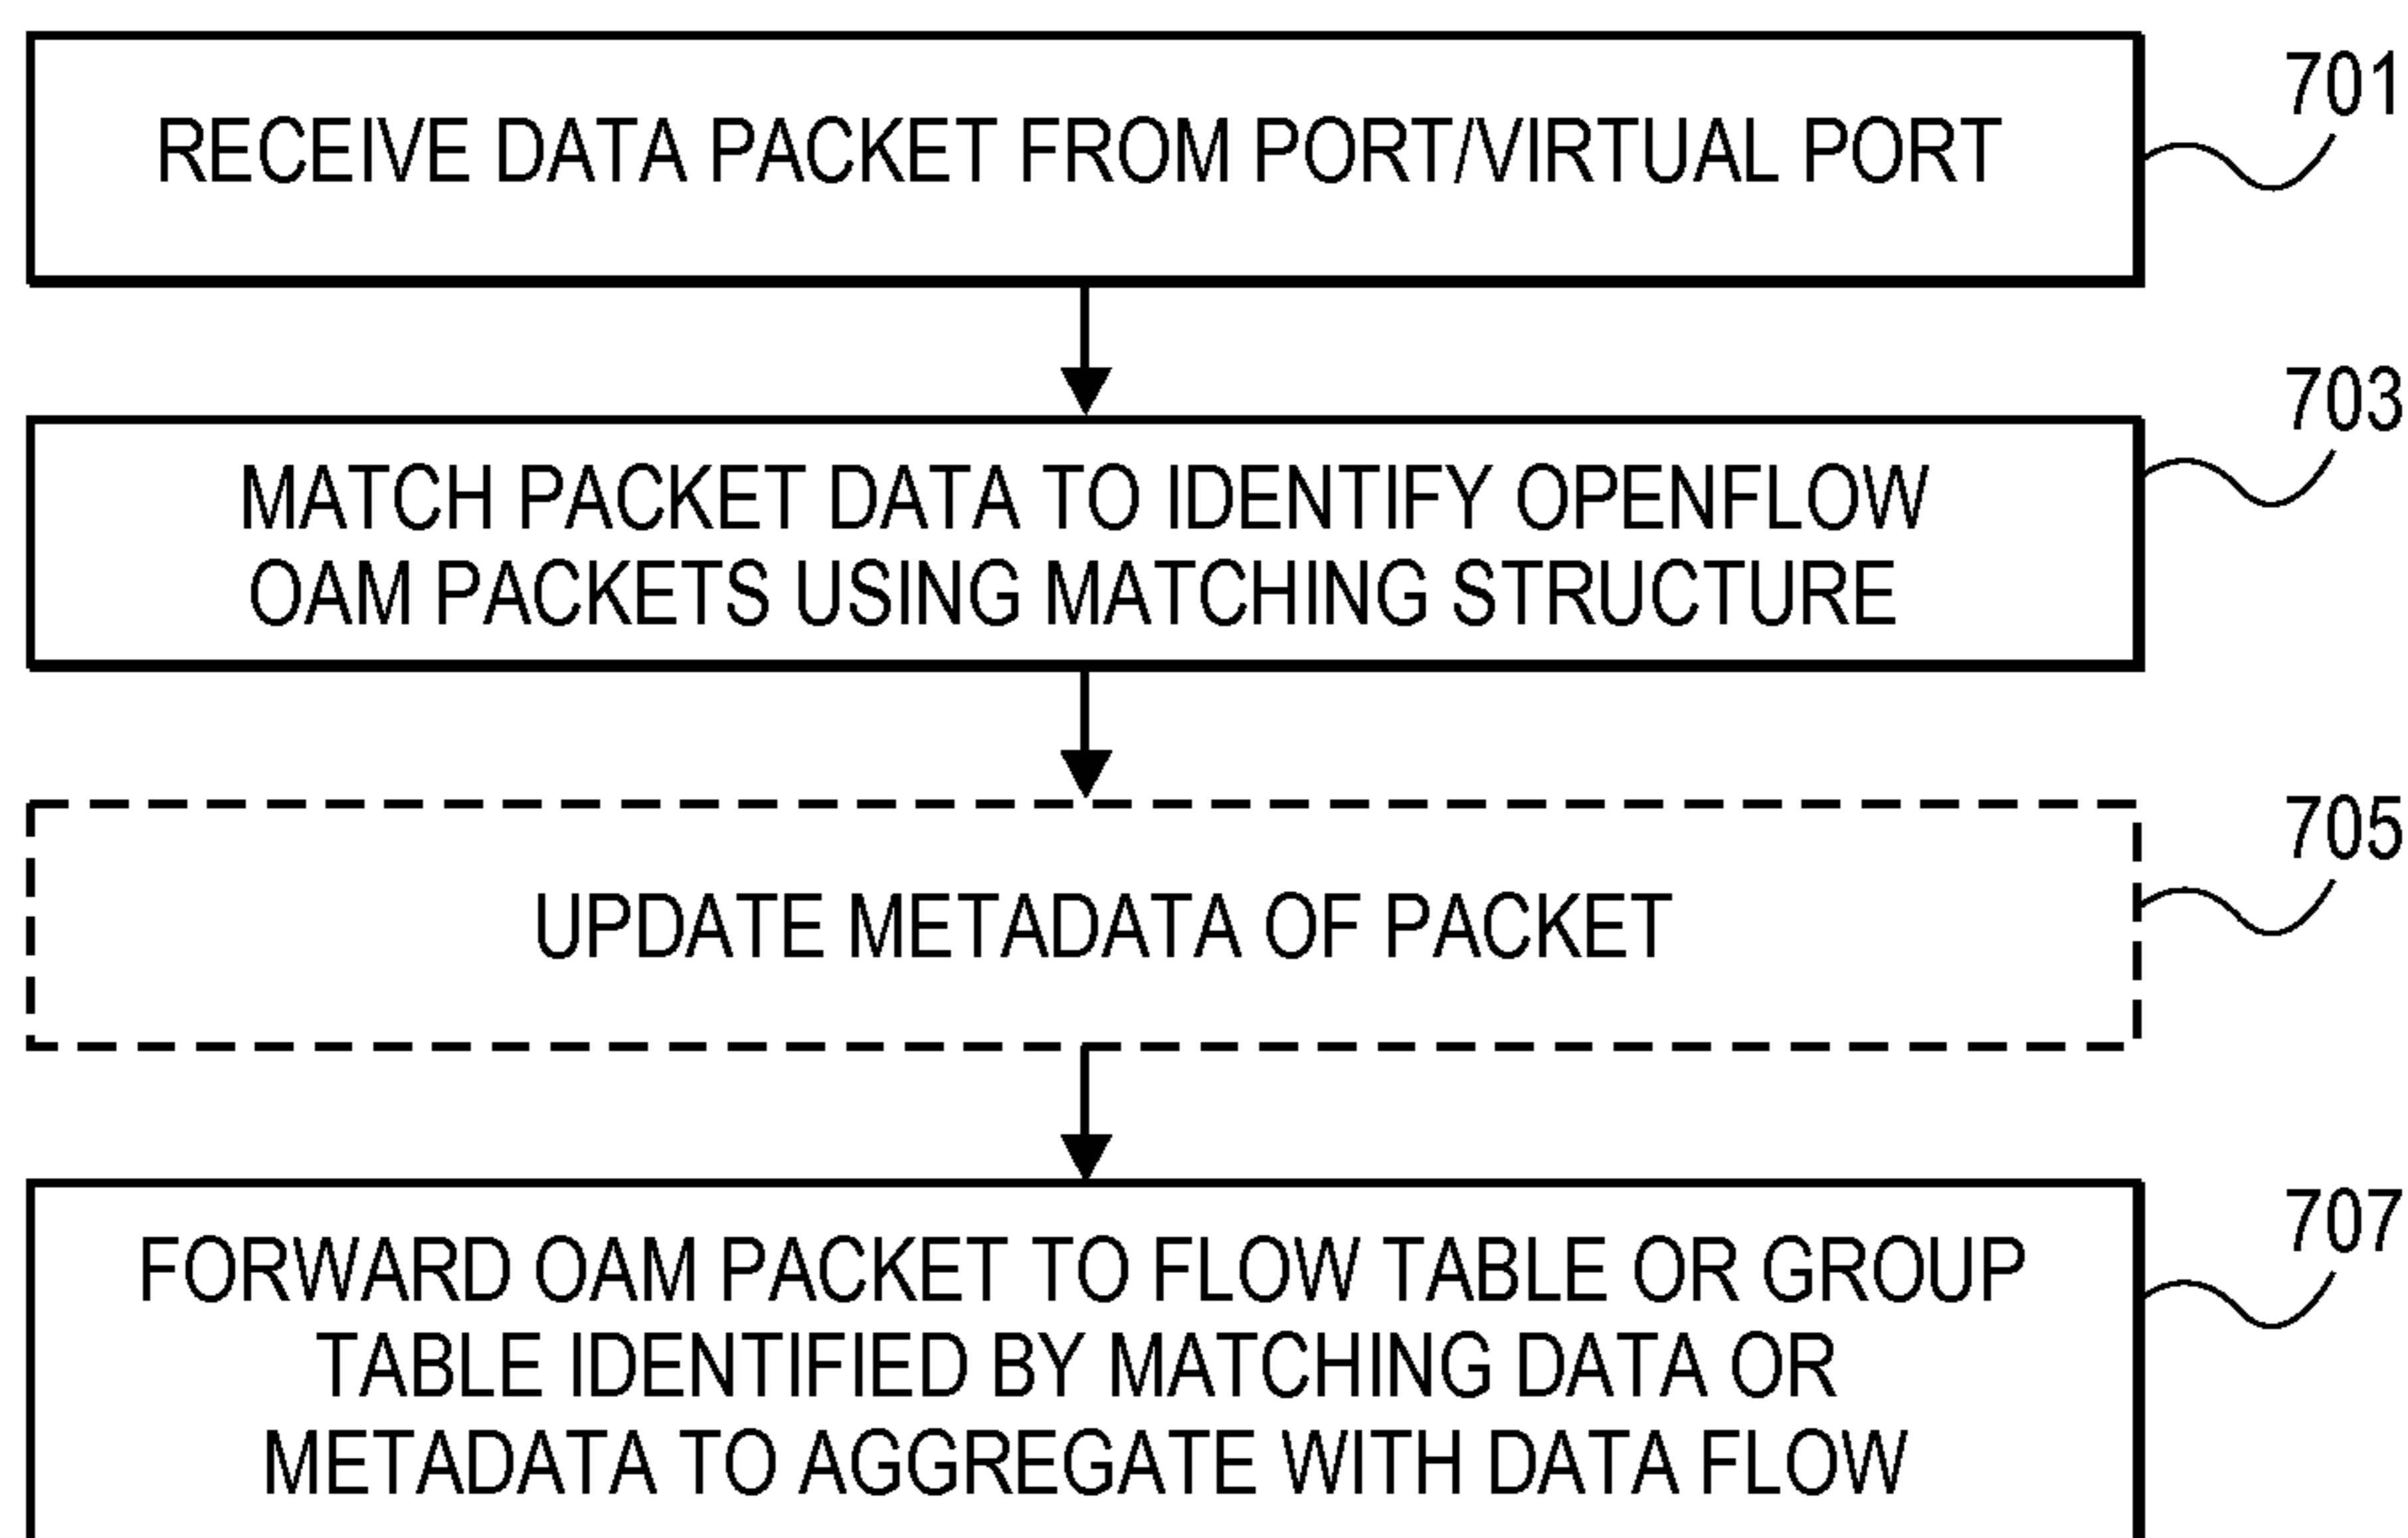 RECEIVE DATA PACKET FROM PORT/VIRTUAL PORT
701
MATCH PACKET DATA TO IDENTIFY OPENFLOW
OAM PACKETS USING MATCHING STRUCTURE
703
UPDATE METADATA OF PACKET
705
FORWARD OAM PACKET TO FLOW TABLE OR GROUP
TABLE IDENTIFIED BY MATCHING DATA OR
METADATA TO AGGREGATE WITH DATA FLOW
707